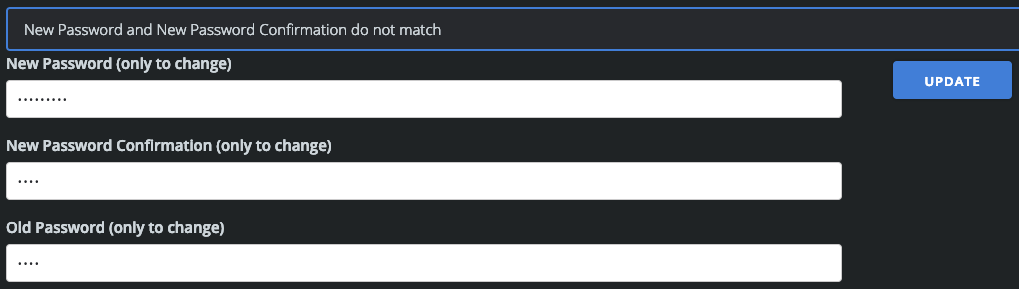 New Password and New Password Confirmation do not match
New Password (only to change)
UPDATE
•••••••••
New Password Confirmation (only to change)
••••
Old Password (only to change)
••••